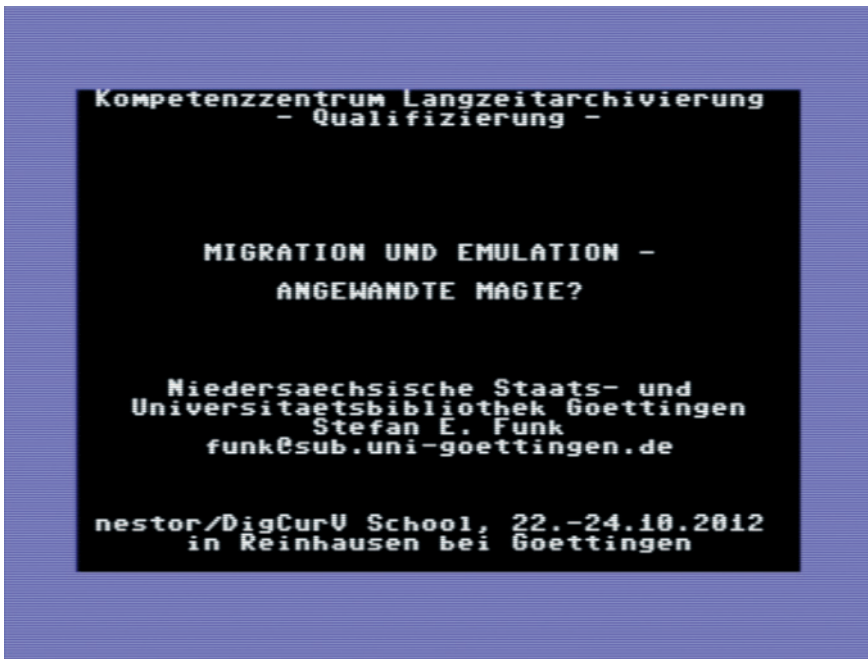 Kompetenzzentrum Langzeitarchivierung
- Qualifizierung -
MIGRATION UND EMULATION -
ANGEWANDTE MAGIE?
Niedersaechsische Staats- und
Universitaetsbibliothek Goettingen
Stefan E. Funk
funk@sub.uni-goettingen.de
nestor/DigCurV School, 22.-24.10.2012
in Reinhausen bei Goettingen